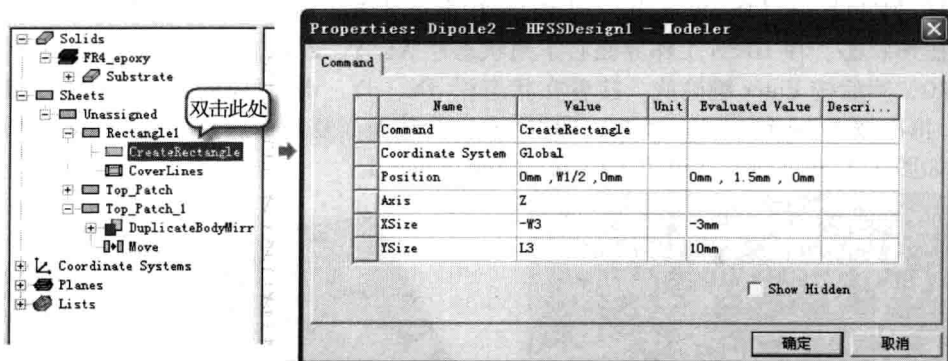 Solids
FR4_epoxy
Substrate
Sheets
Unassigned
Rectangle1
CreateRectangle
CoverLines
Top_Patch
Top_Patch_1
DuplicateBodyMirr
Move
Coordinate Systems
Planes
Lists
双击此处
Properties: Dipole2 - HFSSDesign1 - Modeler
Command
Name Value Unit Evaluated Value Descri...
Command CreateRectangle
Coordinate System Global
Position 0mm ,W1/2 ,0mm 0mm , 1.5mm , 0mm
Axis Z
XSize -W3 -3mm
YSize L3 10mm
Show Hidden
确定 取消